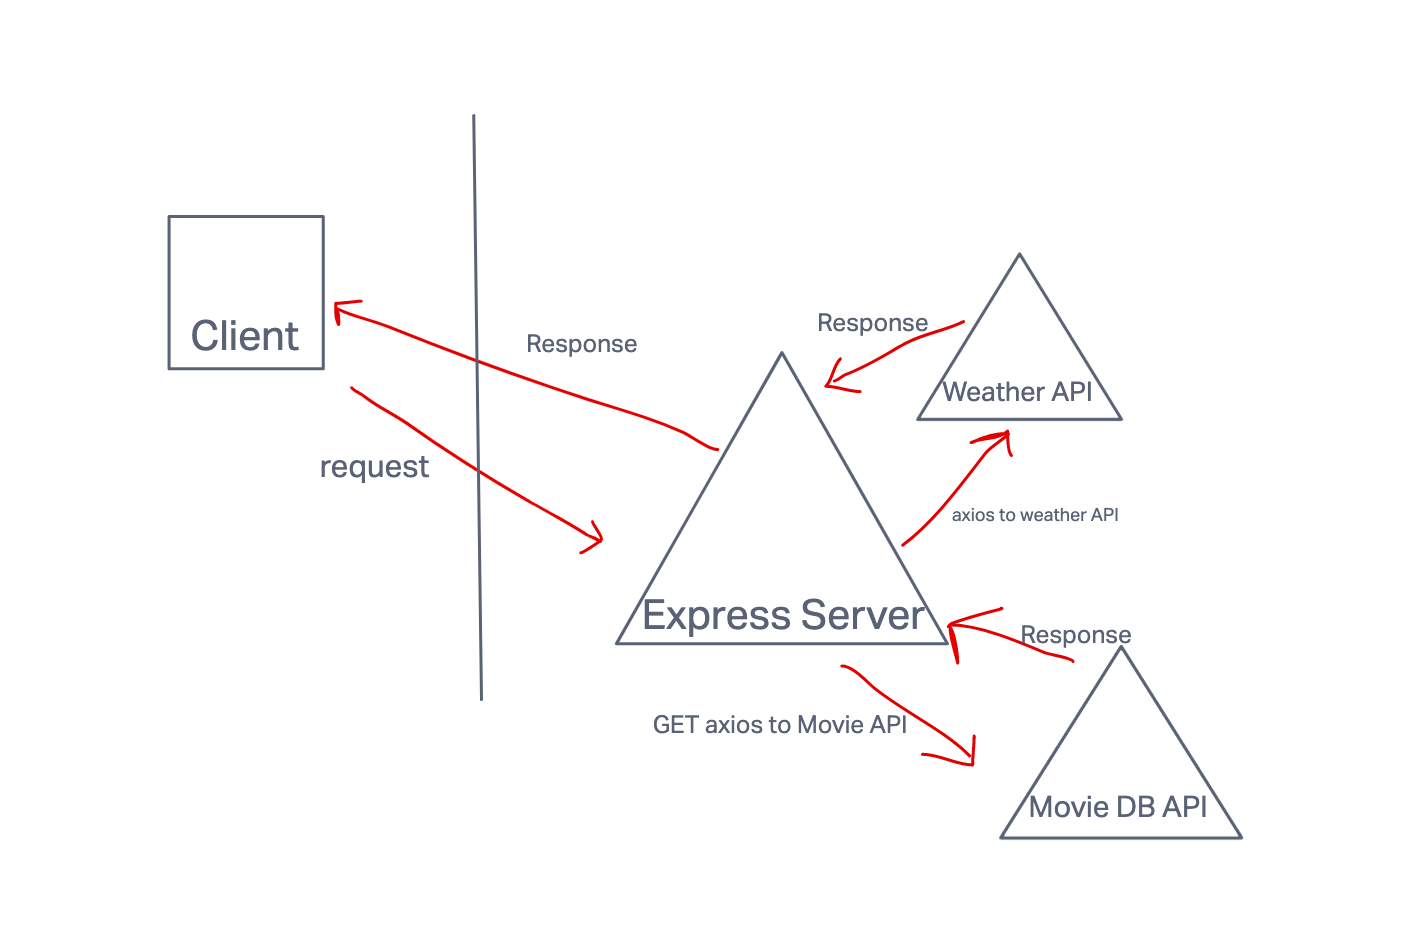 Client
Response
request
Response
Weather API
axios to weather API
Express Server
Response
GET axios to Movie API
Movie DB API